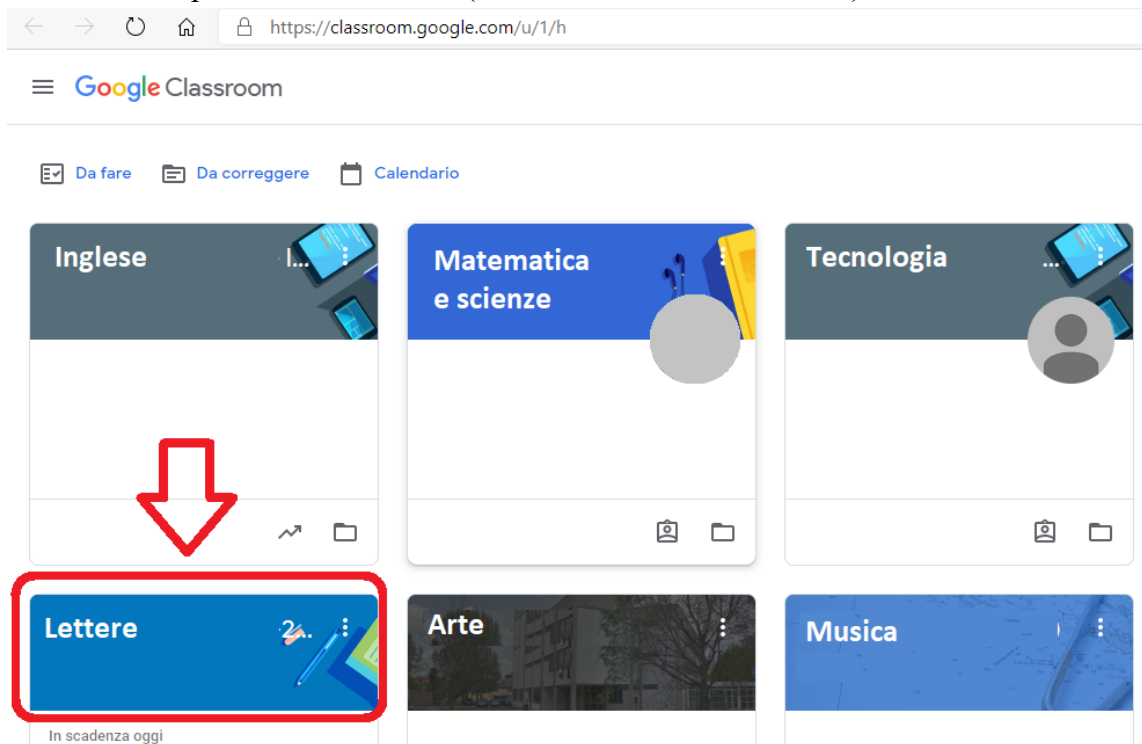 https://classroom.google.com/u/1/h
Google Classroom
Da fare Da correggere Calendario
Inglese I...
Matematica
e scienze
Tecnologia ...
Lettere 2...
Arte
Musica
In scadenza oggi